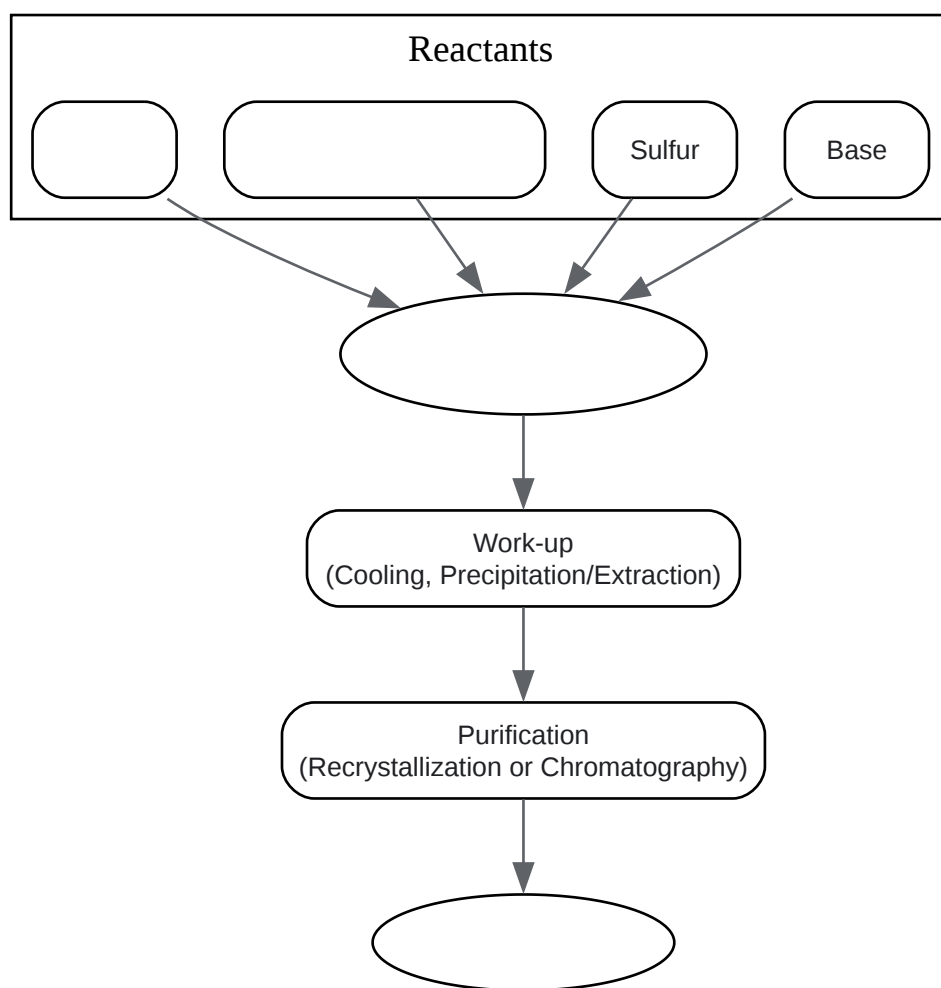 Reactants
Sulfur
Base
Work-up
(Cooling, Precipitation/Extraction)
Purification
(Recrystallization or Chromatography)